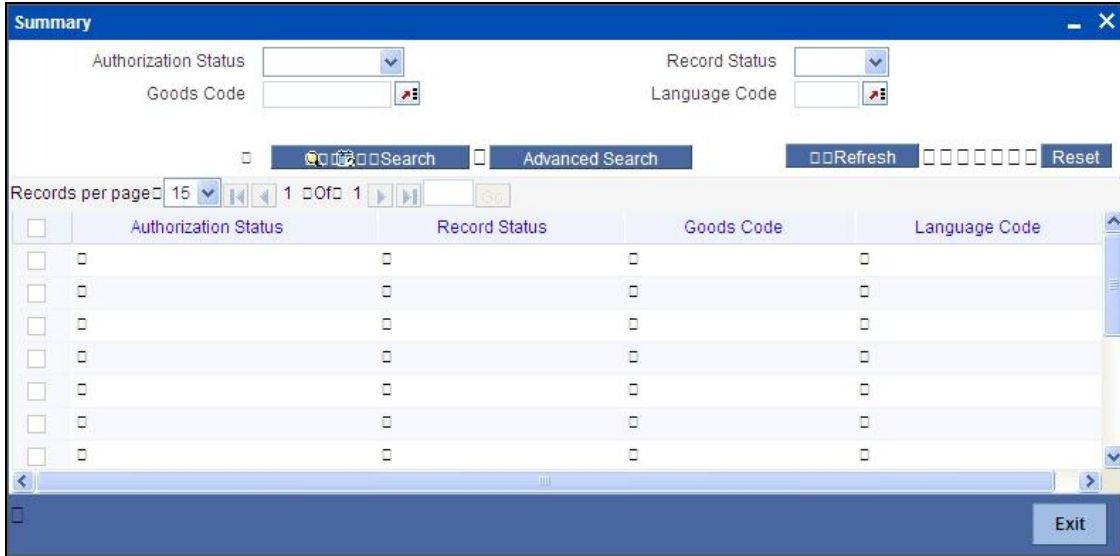 Summary
Authorization Status Record Status
Goods Code Language Code
Search Advanced Search Refresh Reset
Records per page 15 1 Of 1 Go
Authorization Status Record Status Goods Code Language Code
Exit